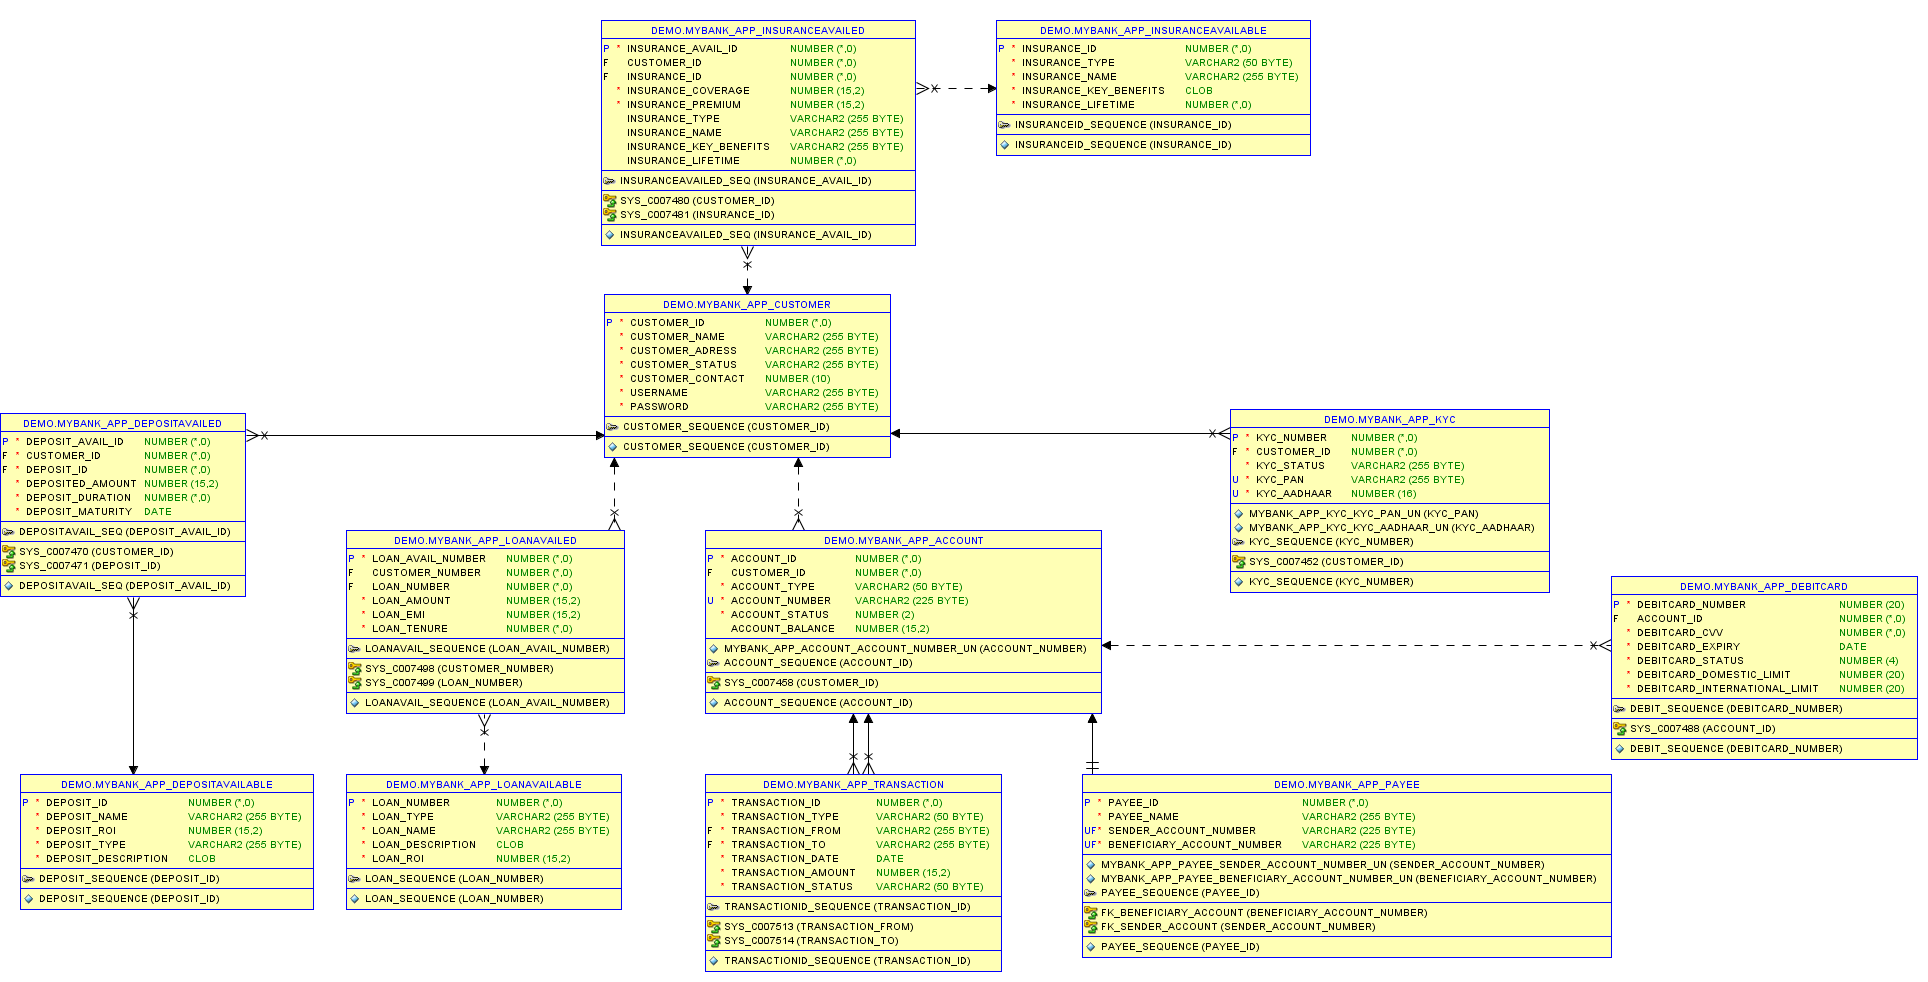 DEMO.MYBANK_APP_INSURANCEAVAILED
P * INSURANCE_AVAIL_ID NUMBER (*,0)
F CUSTOMER_ID NUMBER (*,0)
F INSURANCE_ID NUMBER (*,0)
* INSURANCE_COVERAGE NUMBER (15,2)
* INSURANCE_PREMIUM NUMBER (15,2)
INSURANCE_TYPE VARCHAR2 (255 BYTE)
INSURANCE_NAME VARCHAR2 (255 BYTE)
INSURANCE_KEY_BENEFITS VARCHAR2 (255 BYTE)
INSURANCE_LIFETIME NUMBER (*,0)
INSURANCEAVAILED_SEQ (INSURANCE_AVAIL_ID)
SYS_C007480 (CUSTOMER_ID)
SYS_C007481 (INSURANCE_ID)
INSURANCEAVAILED_SEQ (INSURANCE_AVAIL_ID)
DEMO.MYBANK_APP_INSURANCEAVAILABLE
P * INSURANCE_ID NUMBER (*,0)
* INSURANCE_TYPE VARCHAR2 (50 BYTE)
* INSURANCE_NAME VARCHAR2 (255 BYTE)
* INSURANCE_KEY_BENEFITS CLOB
* INSURANCE_LIFETIME NUMBER (*,0)
INSURANCEID_SEQUENCE (INSURANCE_ID)
INSURANCEID_SEQUENCE (INSURANCE_ID)
DEMO.MYBANK_APP_CUSTOMER
P * CUSTOMER_ID NUMBER (*,0)
* CUSTOMER_NAME VARCHAR2 (255 BYTE)
* CUSTOMER_ADRESS VARCHAR2 (255 BYTE)
* CUSTOMER_STATUS VARCHAR2 (255 BYTE)
* CUSTOMER_CONTACT NUMBER (10)
* USERNAME VARCHAR2 (255 BYTE)
* PASSWORD VARCHAR2 (255 BYTE)
CUSTOMER_SEQUENCE (CUSTOMER_ID)
CUSTOMER_SEQUENCE (CUSTOMER_ID)
DEMO.MYBANK_APP_DEPOSITAVAILED
P * DEPOSIT_AVAIL_ID NUMBER (*,0)
F * CUSTOMER_ID NUMBER (*,0)
F * DEPOSIT_ID NUMBER (*,0)
* DEPOSITED_AMOUNT NUMBER (15,2)
* DEPOSIT_DURATION NUMBER (*,0)
* DEPOSIT_MATURITY DATE
DEPOSITAVAIL_SEQ (DEPOSIT_AVAIL_ID)
SYS_C007470 (CUSTOMER_ID)
SYS_C007471 (DEPOSIT_ID)
DEPOSITAVAIL_SEQ (DEPOSIT_AVAIL_ID)
DEMO.MYBANK_APP_KYC
P * KYC_NUMBER NUMBER (*,0)
F * CUSTOMER_ID NUMBER (*,0)
* KYC_STATUS VARCHAR2 (255 BYTE)
U * KYC_PAN VARCHAR2 (255 BYTE)
U * KYC_AADHAAR NUMBER (16)
MYBANK_APP_KYC_KYC_PAN_UN (KYC_PAN)
MYBANK_APP_KYC_KYC_AADHAAR_UN (KYC_AADHAAR)
KYC_SEQUENCE (KYC_NUMBER)
SYS_C007452 (CUSTOMER_ID)
KYC_SEQUENCE (KYC_NUMBER)
DEMO.MYBANK_APP_LOANAVAILED
P * LOAN_AVAIL_NUMBER NUMBER (*,0)
F CUSTOMER_NUMBER NUMBER (*,0)
F LOAN_NUMBER NUMBER (*,0)
* LOAN_AMOUNT NUMBER (15,2)
* LOAN_EMI NUMBER (15,2)
* LOAN_TENURE NUMBER (*,0)
LOANAVAIL_SEQUENCE (LOAN_AVAIL_NUMBER)
SYS_C007498 (CUSTOMER_NUMBER)
SYS_C007499 (LOAN_NUMBER)
LOANAVAIL_SEQUENCE (LOAN_AVAIL_NUMBER)
DEMO.MYBANK_APP_ACCOUNT
P * ACCOUNT_ID NUMBER (*,0)
F CUSTOMER_ID NUMBER (*,0)
* ACCOUNT_TYPE VARCHAR2 (50 BYTE)
U * ACCOUNT_NUMBER VARCHAR2 (225 BYTE)
* ACCOUNT_STATUS NUMBER (2)
ACCOUNT_BALANCE NUMBER (15,2)
MYBANK_APP_ACCOUNT_ACCOUNT_NUMBER_UN (ACCOUNT_NUMBER)
ACCOUNT_SEQUENCE (ACCOUNT_ID)
SYS_C007458 (CUSTOMER_ID)
ACCOUNT_SEQUENCE (ACCOUNT_ID)
DEMO.MYBANK_APP_DEBITCARD
P * DEBITCARD_NUMBER NUMBER (20)
F ACCOUNT_ID NUMBER (*,0)
* DEBITCARD_CVV NUMBER (*,0)
* DEBITCARD_EXPIRY DATE
* DEBITCARD_STATUS NUMBER (4)
* DEBITCARD_DOMESTIC_LIMIT NUMBER (20)
* DEBITCARD_INTERNATIONAL_LIMIT NUMBER (20)
DEBIT_SEQUENCE (DEBITCARD_NUMBER)
SYS_C007488 (ACCOUNT_ID)
DEBIT_SEQUENCE (DEBITCARD_NUMBER)
DEMO.MYBANK_APP_DEPOSITAVAILABLE
P * DEPOSIT_ID NUMBER (*,0)
* DEPOSIT_NAME VARCHAR2 (255 BYTE)
* DEPOSIT_ROI NUMBER (15,2)
* DEPOSIT_TYPE VARCHAR2 (255 BYTE)
* DEPOSIT_DESCRIPTION CLOB
DEPOSIT_SEQUENCE (DEPOSIT_ID)
DEPOSIT_SEQUENCE (DEPOSIT_ID)
DEMO.MYBANK_APP_LOANAVAILABLE
P * LOAN_NUMBER NUMBER (*,0)
* LOAN_TYPE VARCHAR2 (255 BYTE)
* LOAN_NAME VARCHAR2 (255 BYTE)
* LOAN_DESCRIPTION CLOB
* LOAN_ROI NUMBER (15,2)
LOAN_SEQUENCE (LOAN_NUMBER)
LOAN_SEQUENCE (LOAN_NUMBER)
DEMO.MYBANK_APP_TRANSACTION
P * TRANSACTION_ID NUMBER (*,0)
* TRANSACTION_TYPE VARCHAR2 (50 BYTE)
F * TRANSACTION_FROM VARCHAR2 (255 BYTE)
F * TRANSACTION_TO VARCHAR2 (255 BYTE)
* TRANSACTION_DATE DATE
* TRANSACTION_AMOUNT NUMBER (15,2)
* TRANSACTION_STATUS VARCHAR2 (50 BYTE)
TRANSACTIONID_SEQUENCE (TRANSACTION_ID)
SYS_C007513 (TRANSACTION_FROM)
SYS_C007514 (TRANSACTION_TO)
TRANSACTIONID_SEQUENCE (TRANSACTION_ID)
DEMO.MYBANK_APP_PAYEE
P * PAYEE_ID NUMBER (*,0)
* PAYEE_NAME VARCHAR2 (255 BYTE)
UF* SENDER_ACCOUNT_NUMBER VARCHAR2 (225 BYTE)
UF* BENEFICIARY_ACCOUNT_NUMBER VARCHAR2 (225 BYTE)
MYBANK_APP_PAYEE_SENDER_ACCOUNT_NUMBER_UN (SENDER_ACCOUNT_NUMBER)
MYBANK_APP_PAYEE_BENEFICIARY_ACCOUNT_NUMBER_UN (BENEFICIARY_ACCOUNT_NUMBER)
PAYEE_SEQUENCE (PAYEE_ID)
FK_BENEFICIARY_ACCOUNT (BENEFICIARY_ACCOUNT_NUMBER)
FK_SENDER_ACCOUNT (SENDER_ACCOUNT_NUMBER)
PAYEE_SEQUENCE (PAYEE_ID)